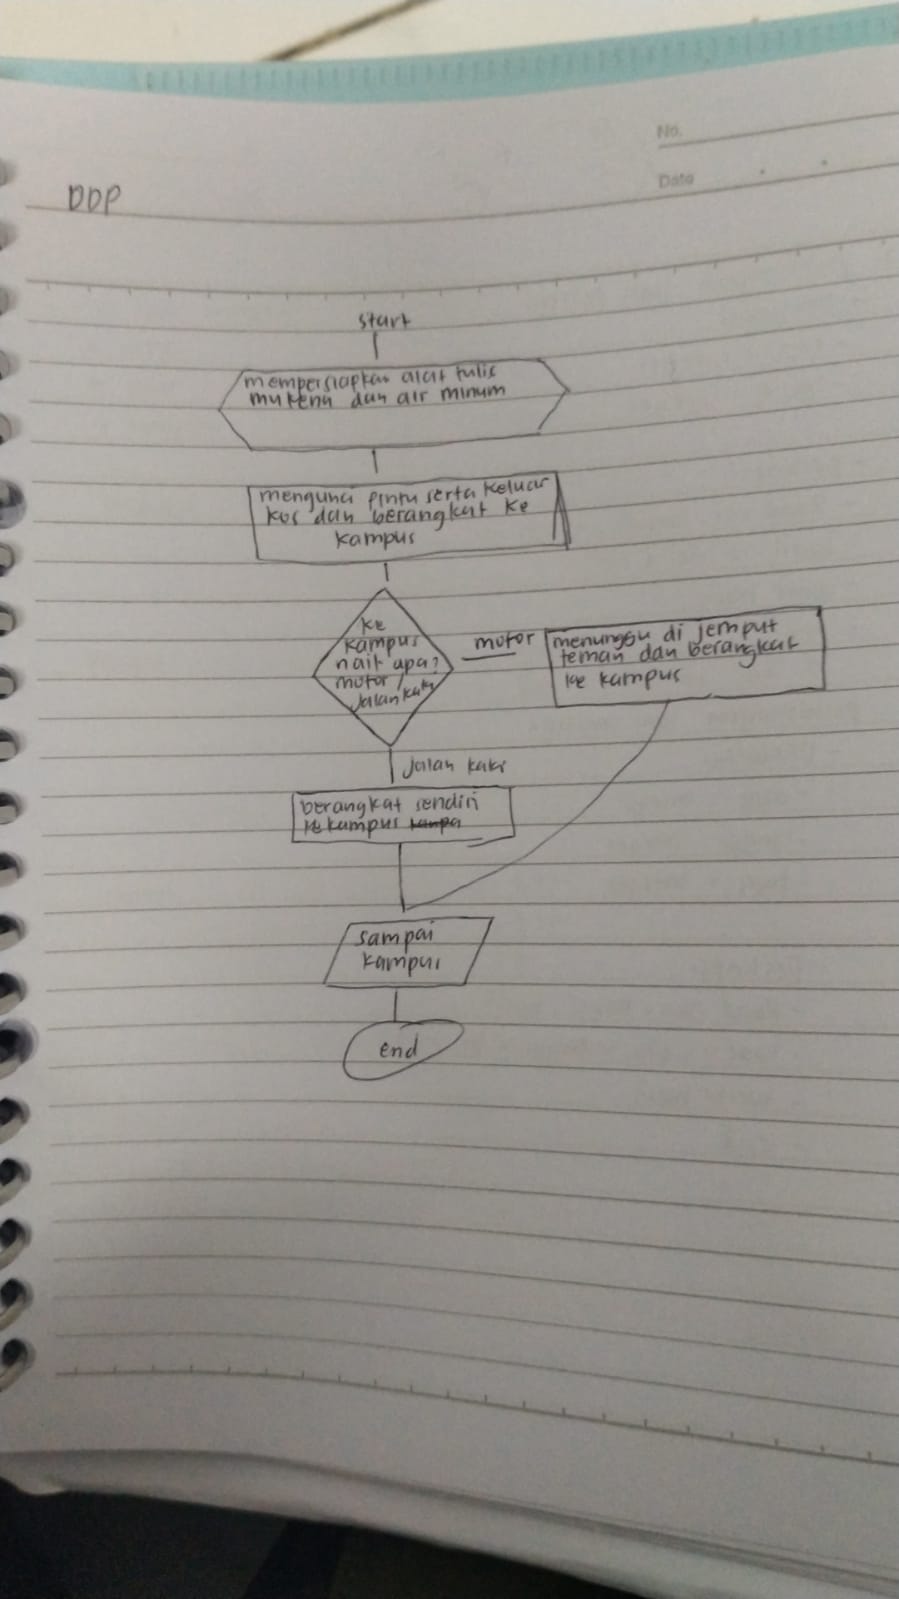 No.
Date
DDP
start
mempersiapkan alat tulis
mukena dan air minum
mengunci pintu serta keluar
kos dan berangkat ke
kampus
ke
kampus
naik apa?
motor /
jalan kaki
motor
menunggu di jemput
teman dan berangkat
ke kampus
Jalan kaki
berangkat sendiri
ke kampus
sampai
kampus
end